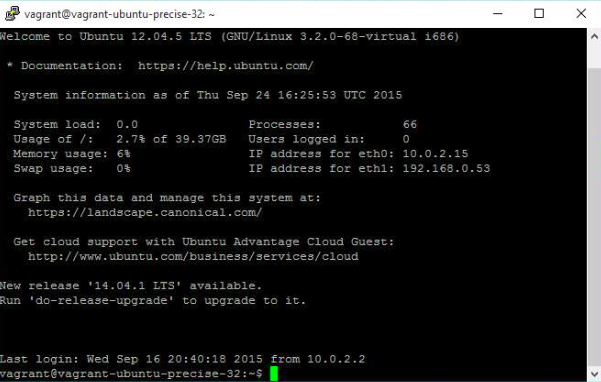 vagrant@vagrant-ubuntu-precise-32: ~
Welcome to Ubuntu 12.04.5 LTS (GNU/Linux 3.2.0-68-virtual i686)
* Documentation:  https://help.ubuntu.com/
System information as of Thu Sep 24 16:25:53 UTC 2015
System load:  0.0                Processes:           66
Usage of /:   2.7% of 39.37GB   Users logged in:     0
Memory usage: 6%                 IP address for eth0: 10.0.2.15
Swap usage:   0%                 IP address for eth1: 192.168.0.53
Graph this data and manage this system at:
https://landscape.canonical.com/
Get cloud support with Ubuntu Advantage Cloud Guest:
http://www.ubuntu.com/business/services/cloud
New release '14.04.1 LTS' available.
Run 'do-release-upgrade' to upgrade to it.
Last login: Wed Sep 16 20:40:18 2015 from 10.0.2.2
vagrant@vagrant-ubuntu-precise-32:~$